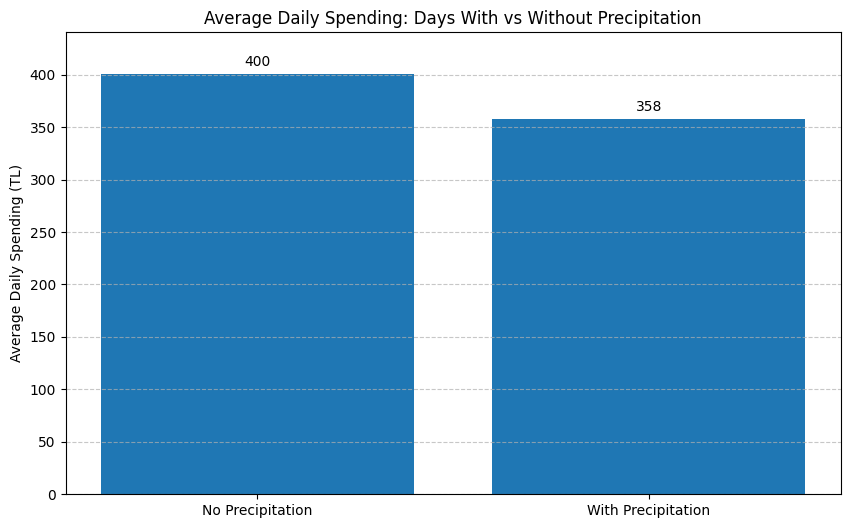 Average Daily Spending: Days With vs Without Precipitation
Average Daily Spending (TL)
400
350
300
250
200
150
100
50
0
400
358
No Precipitation
With Precipitation